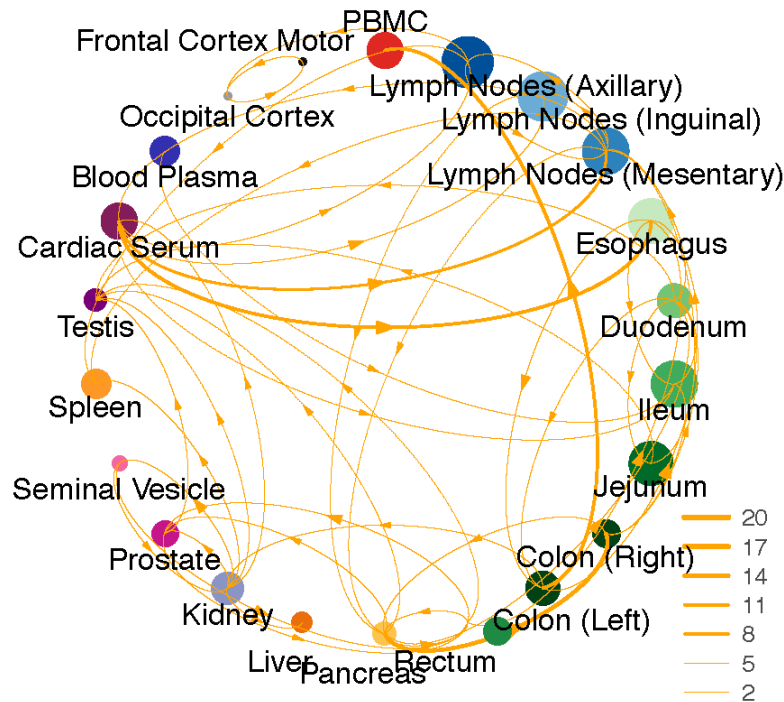 PBMC
Frontal Cortex Motor
Lymph Nodes (Axillary)
Occipital Cortex
Lymph Nodes (Inguinal)
Blood Plasma
Lymph Nodes (Mesentary)
Cardiac Serum
Esophagus
Testis
Duodenum
Spleen
Ileum
Seminal Vesicle
Jejunum
20
17
Prostate
Colon (Right)
14
11
Kidney
Colon (Left)
8
Liver
Pancreas
Rectum
5
2